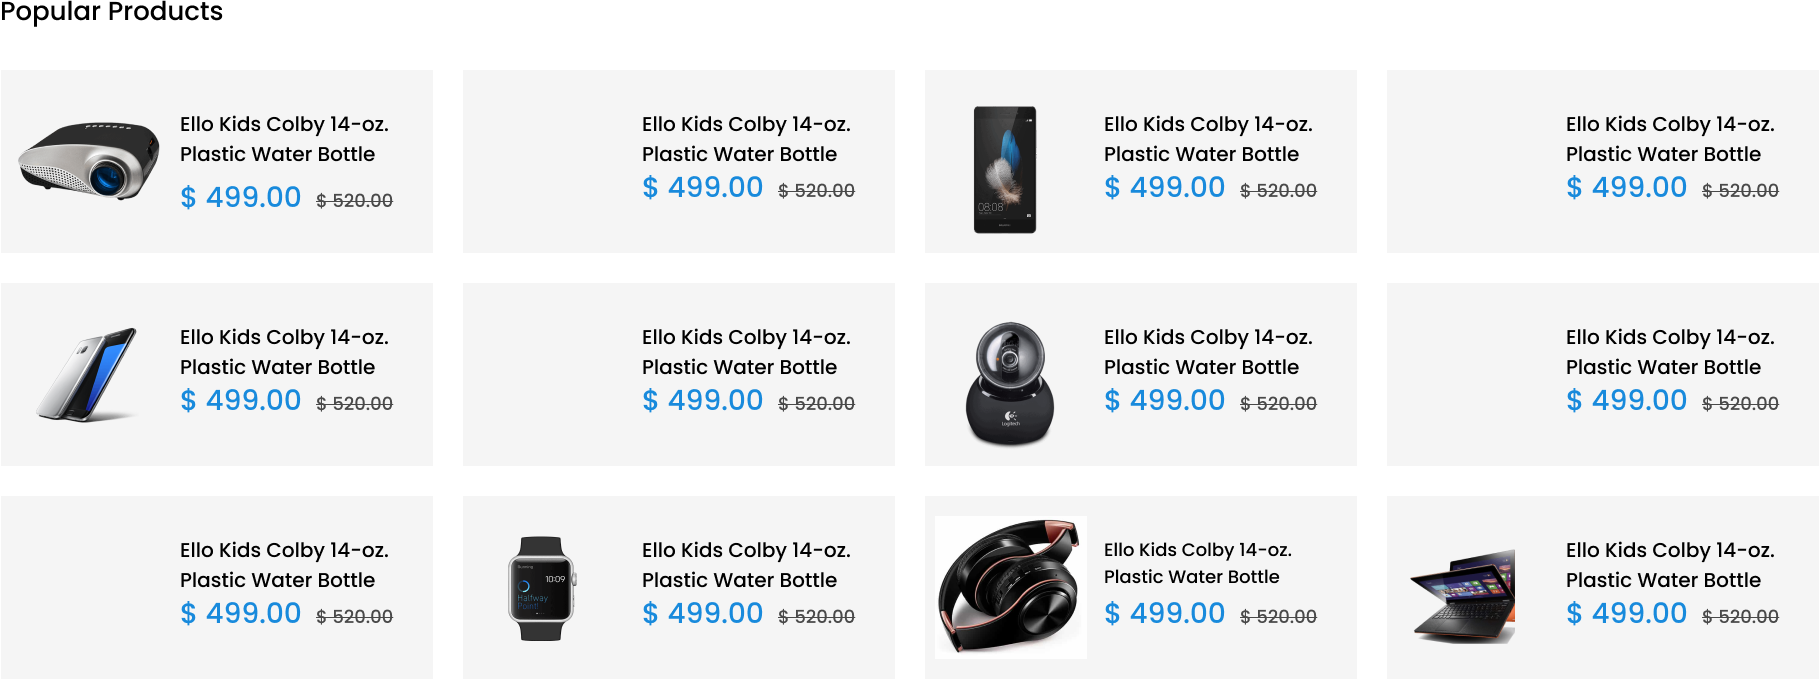 Popular Products
Ello Kids Colby 14-oz.
Plastic Water Bottle
$ 499.00 $ 520.00
Ello Kids Colby 14-oz.
Plastic Water Bottle
$ 499.00 $ 520.00
08:08
Ello Kids Colby 14-oz.
Plastic Water Bottle
$ 499.00 $ 520.00
Ello Kids Colby 14-oz.
Plastic Water Bottle
$ 499.00 $ 520.00
Ello Kids Colby 14-oz.
Plastic Water Bottle
$ 499.00 $ 520.00
Ello Kids Colby 14-oz.
Plastic Water Bottle
$ 499.00 $ 520.00
Logitech
Ello Kids Colby 14-oz.
Plastic Water Bottle
$ 499.00 $ 520.00
Ello Kids Colby 14-oz.
Plastic Water Bottle
$ 499.00 $ 520.00
Ello Kids Colby 14-oz.
Plastic Water Bottle
$ 499.00 $ 520.00
Running
10:09
Halfway
Point!
Ello Kids Colby 14-oz.
Plastic Water Bottle
$ 499.00 $ 520.00
Ello Kids Colby 14-oz.
Plastic Water Bottle
$ 499.00 $ 520.00
Ello Kids Colby 14-oz.
Plastic Water Bottle
$ 499.00 $ 520.00